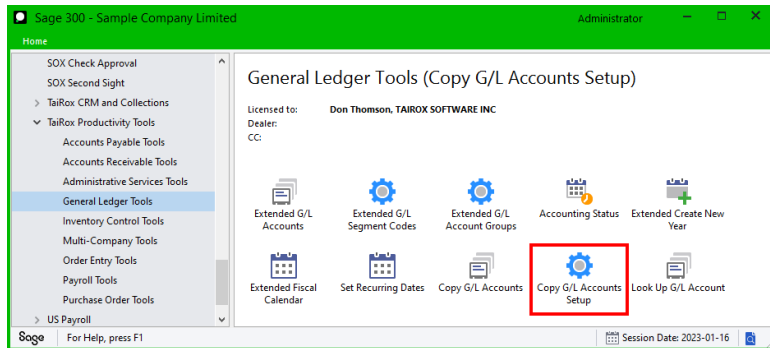 Sage 300 - Sample Company Limited
Administrator
Home
SOX Check Approval
SOX Second Sight
TaiRox CRM and Collections
TaiRox Productivity Tools
Accounts Payable Tools
Accounts Receivable Tools
Administrative Services Tools
General Ledger Tools
Inventory Control Tools
Multi-Company Tools
Order Entry Tools
Payroll Tools
Purchase Order Tools
US Payroll
General Ledger Tools (Copy G/L Accounts Setup)
Licensed to: Don Thomson, TAIROX SOFTWARE INC
Dealer:
CC:
Extended G/L
Accounts
Extended G/L
Segment Codes
Extended G/L
Account Groups
Accounting Status
Extended Create New
Year
Extended Fiscal
Calendar
Set Recurring Dates
Copy G/L Accounts
Copy G/L Accounts
Setup
Look Up G/L Account
Sage
For Help, press F1
Session Date: 2023-01-16